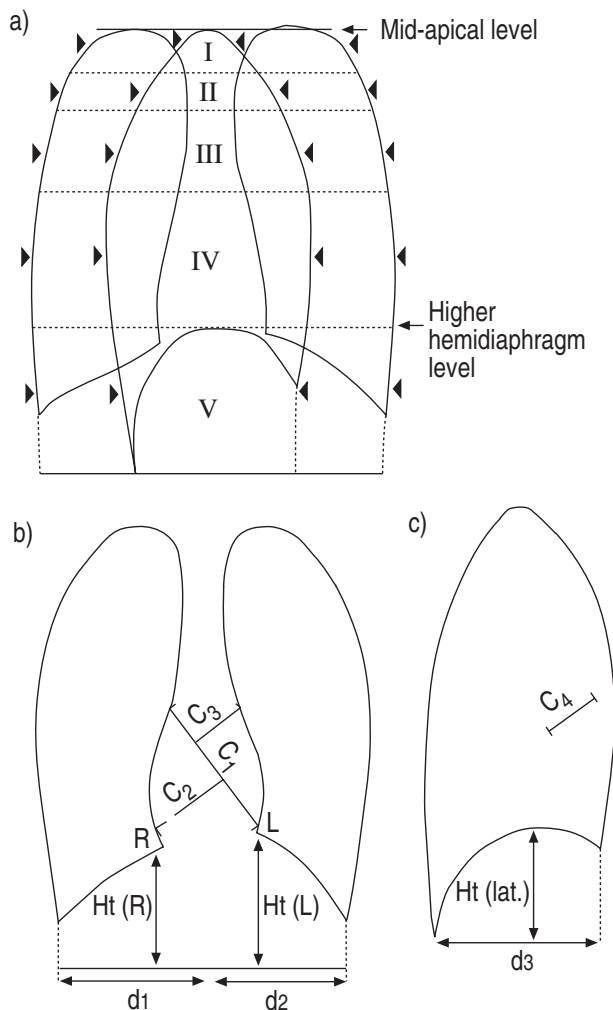 a)
Mid-apical level
I
II
III
IV
Higher
hemidiaphragm
level
V
b)
c)
C3
C1
C2
C4
R
L
Ht (R)
Ht (L)
Ht (lat.)
d1
d2
d3